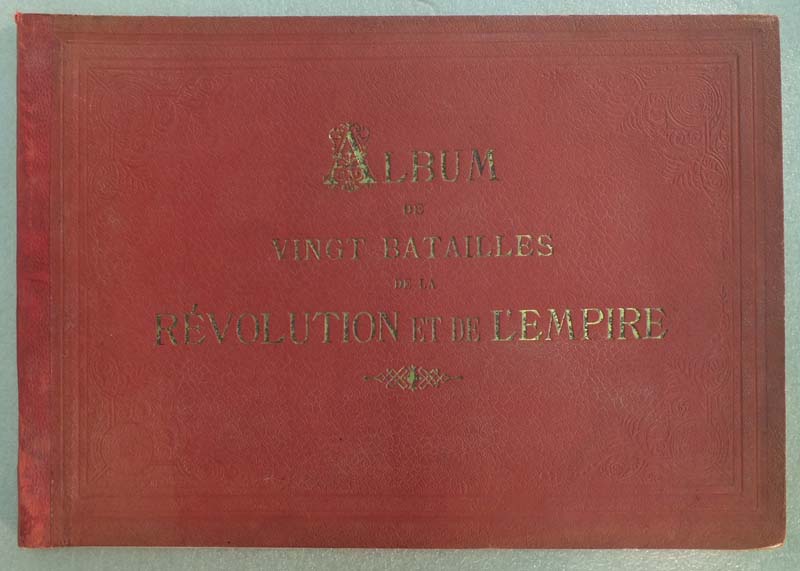 ALBUM
DE
VINGT BATAILLES
DE LA
RÉVOLUTION ET DE L'EMPIRE